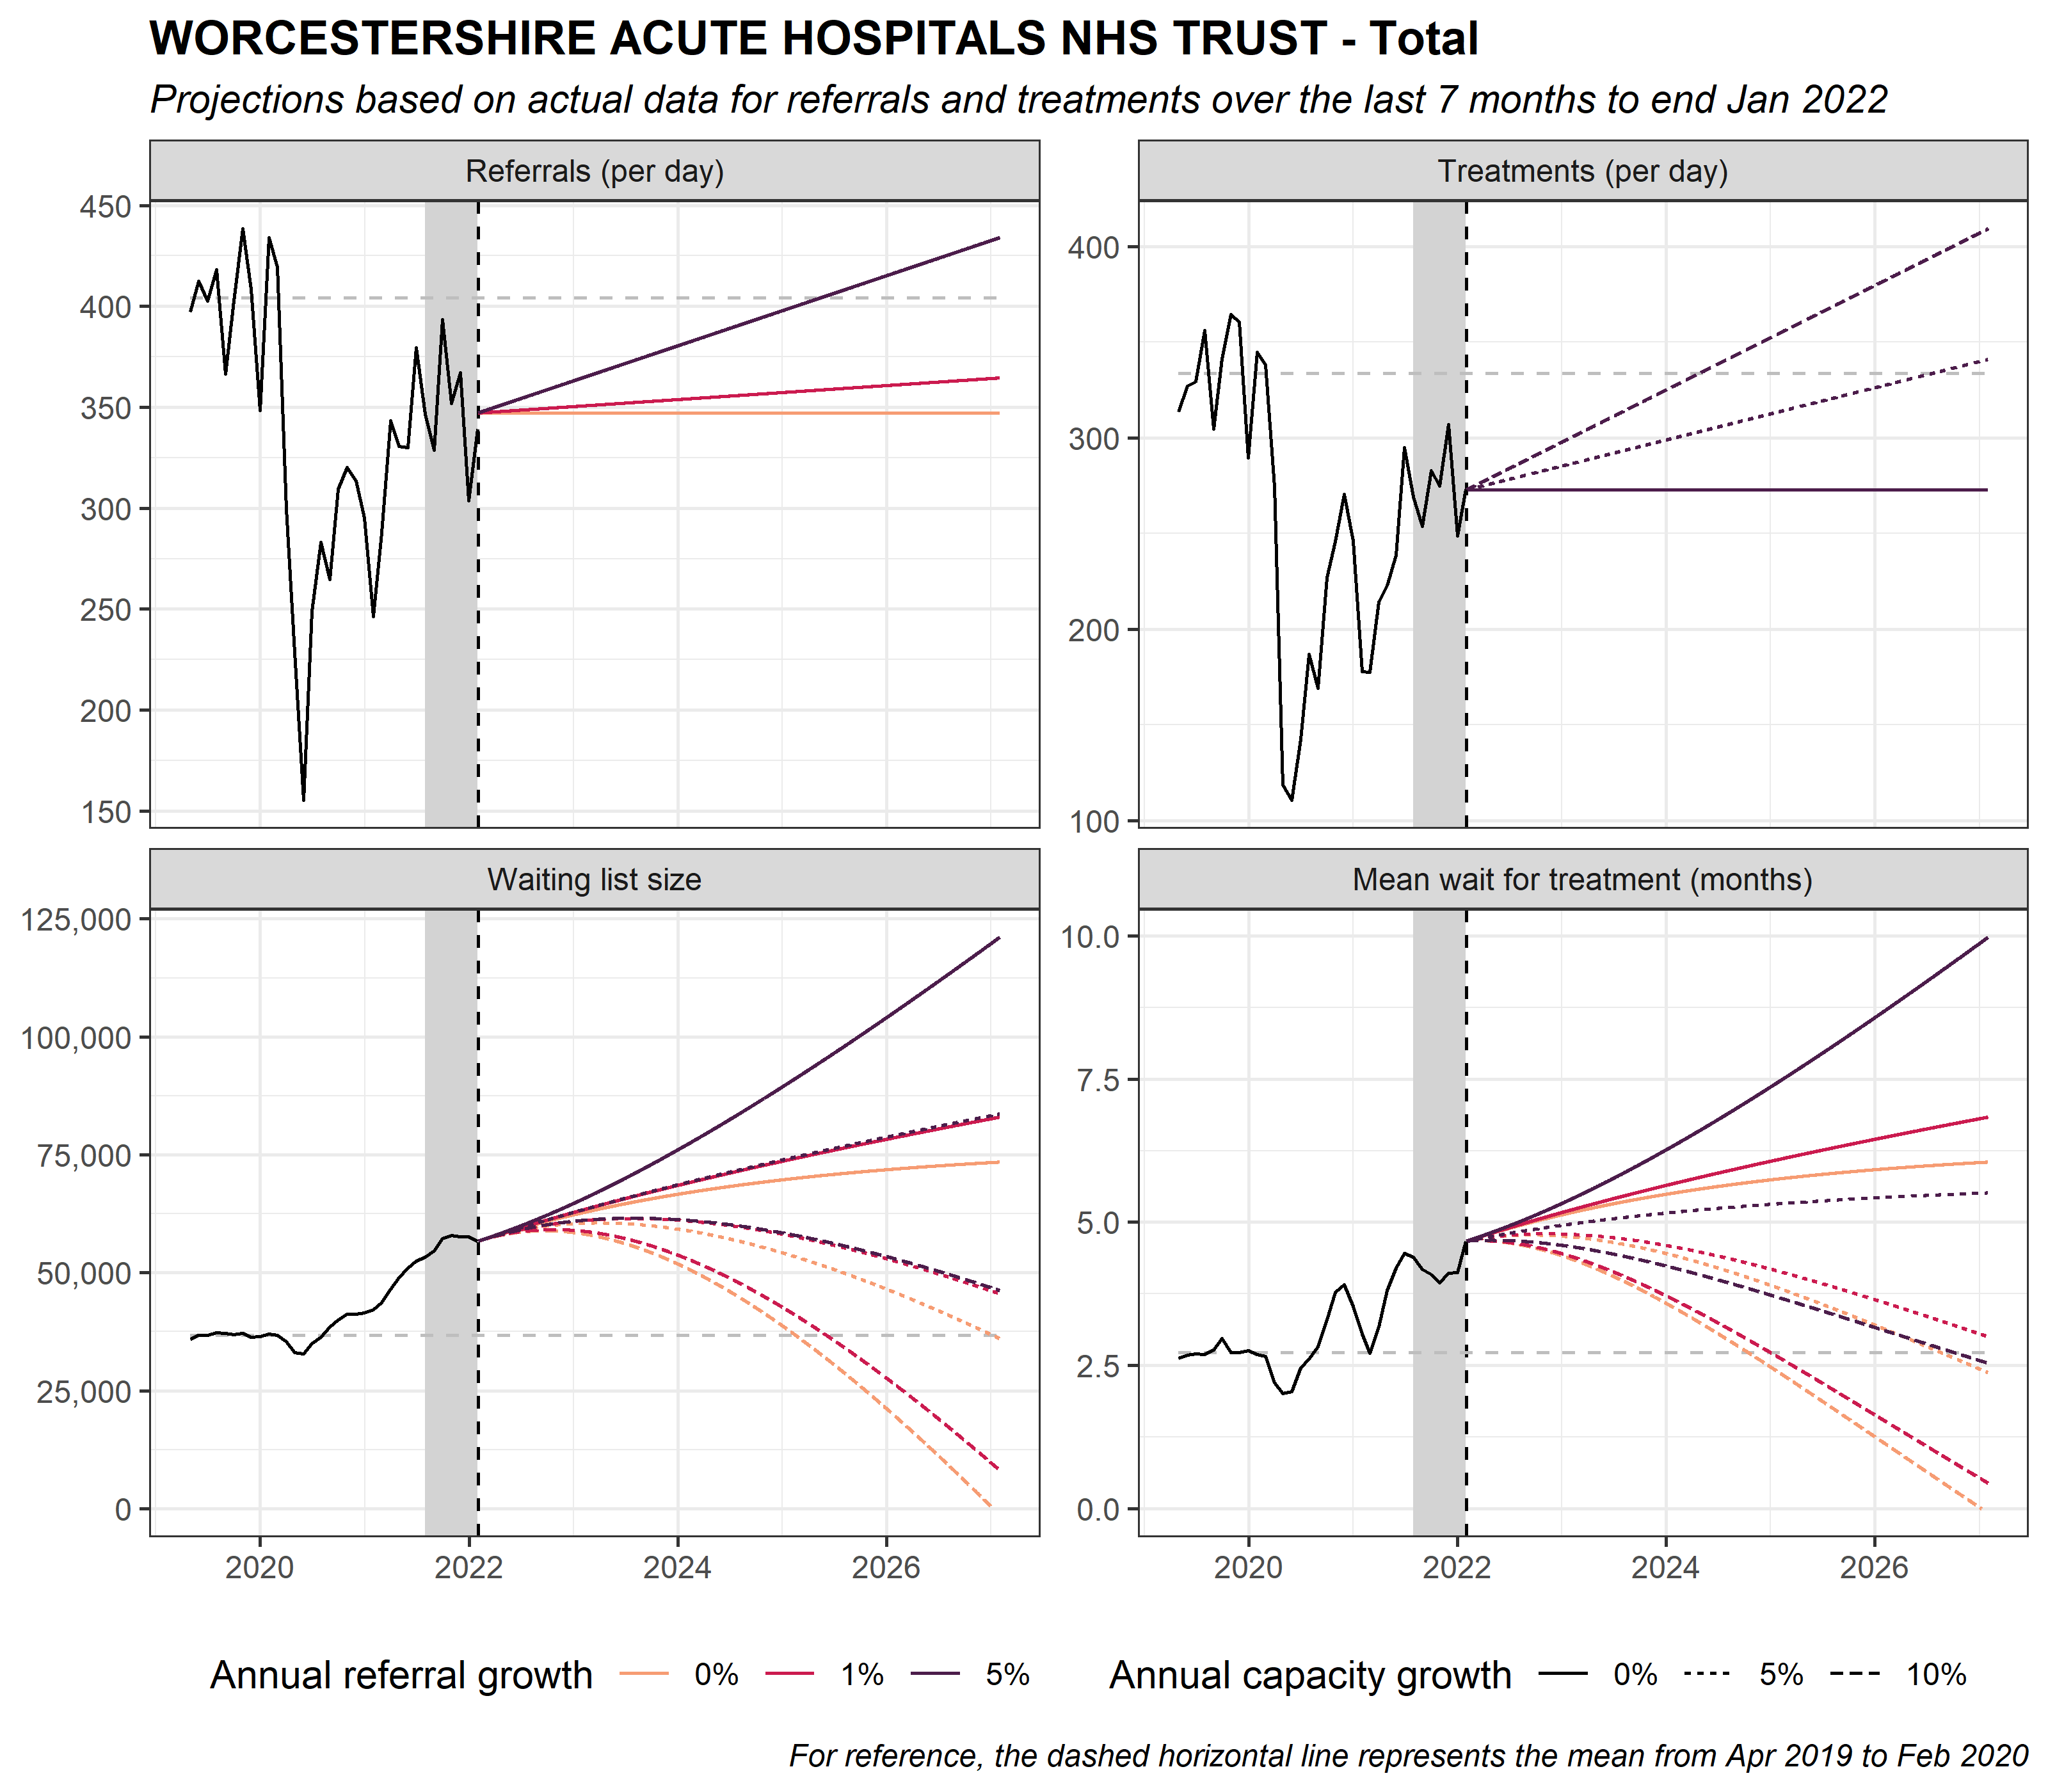 WORCESTERSHIRE ACUTE HOSPITALS NHS TRUST - Total
Projections based on actual data for referrals and treatments over the last 7 months to end Jan 2022
Referrals (per day)
450
400
350
300
250
200
150
Treatments (per day)
400
300
200
100
Waiting list size
125,000
100,000
75,000
50,000
25,000
0
2020 2022 2024 2026
Mean wait for treatment (months)
10.0
7.5
5.0
2.5
0.0
2020 2022 2024 2026
Annual referral growth 0% 1% 5%
Annual capacity growth 0% 5% 10%
For reference, the dashed horizontal line represents the mean from Apr 2019 to Feb 2020